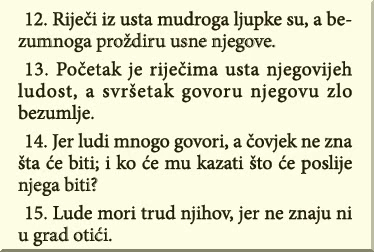 12. Riječi iz usta mudroga ljupke su, a be-
zumnoga proždiru usne njegove.
13. Početak je riječima usta njegovijeh
ludost, a svršetak govoru njegovu zlo
bezumlje.
14. Jer ludi mnogo govori, a čovjek ne zna
šta će biti; i ko će mu kazati što će poslije
njega biti?
15. Lude mori trud njihov, jer ne znaju ni
u grad otići.